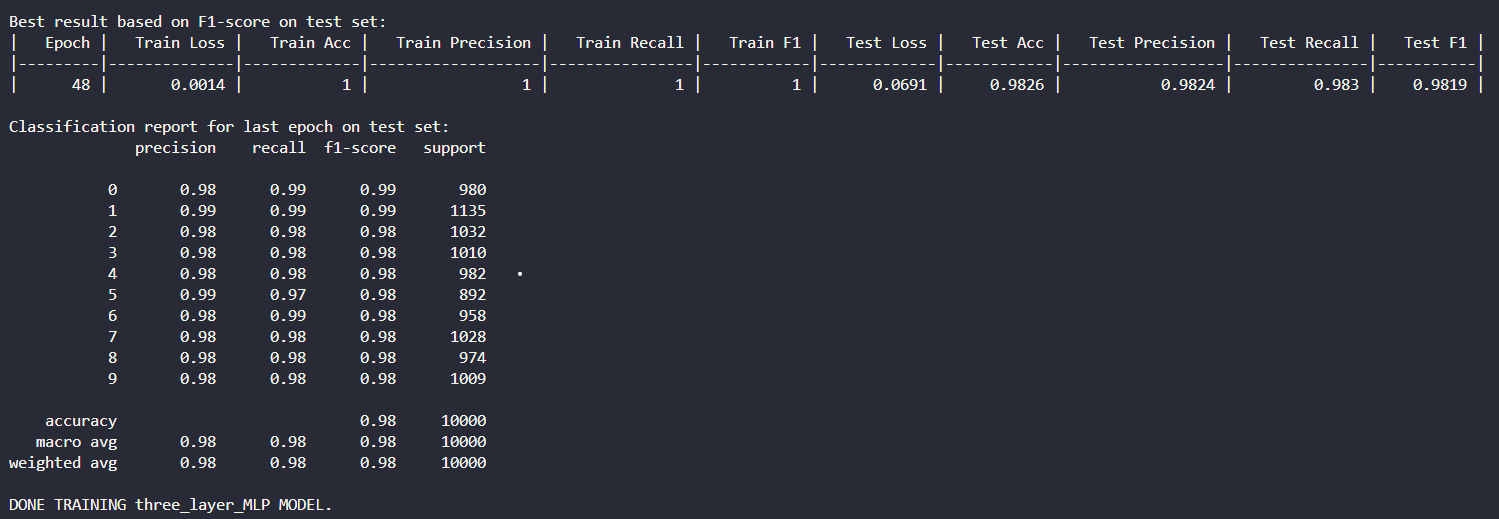 Best result based on F1-score on test set:
| Epoch | Train Loss | Train Acc | Train Precision | Train Recall | Train F1 | Test Loss | Test Acc | Test Precision | Test Recall | Test F1 |
|---------|--------------|-------------|-------------------|----------------|------------|-------------|------------|------------------|---------------|-----------|
| 48 | 0.0014 | 1 | 1 | 1 | 1 | 0.0691 | 0.9826 | 0.9824 | 0.983 | 0.9819 |
Classification report for last epoch on test set:
precision recall f1-score support
0 0.98 0.99 0.99 980
1 0.99 0.99 0.99 1135
2 0.98 0.98 0.98 1032
3 0.98 0.98 0.98 1010
4 0.98 0.98 0.98 982
5 0.99 0.97 0.98 892
6 0.98 0.99 0.98 958
7 0.98 0.98 0.98 1028
8 0.98 0.98 0.98 974
9 0.98 0.98 0.98 1009
accuracy 0.98 10000
macro avg 0.98 0.98 0.98 10000
weighted avg 0.98 0.98 0.98 10000
DONE TRAINING three_layer_MLP MODEL.